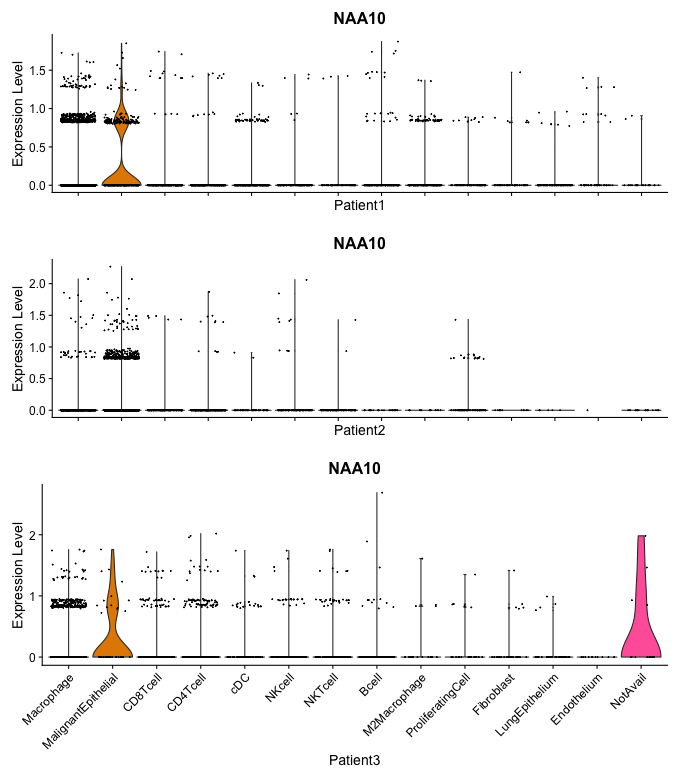 NAA10
Expression Level
1.5
1.0
0.5
0.0
Patient1
NAA10
Expression Level
2.0
1.5
1.0
0.5
0.0
Patient2
NAA10
Expression Level
2
1
0
Macrophage
MalignantEpithelial
CD8Tcell
CD4Tcell
cDC
NKcell
NKTcell
Bcell
M2Macrophage
ProliferatingCell
Fibroblast
LungEpithelium
Endothelium
NotAvail
Patient3